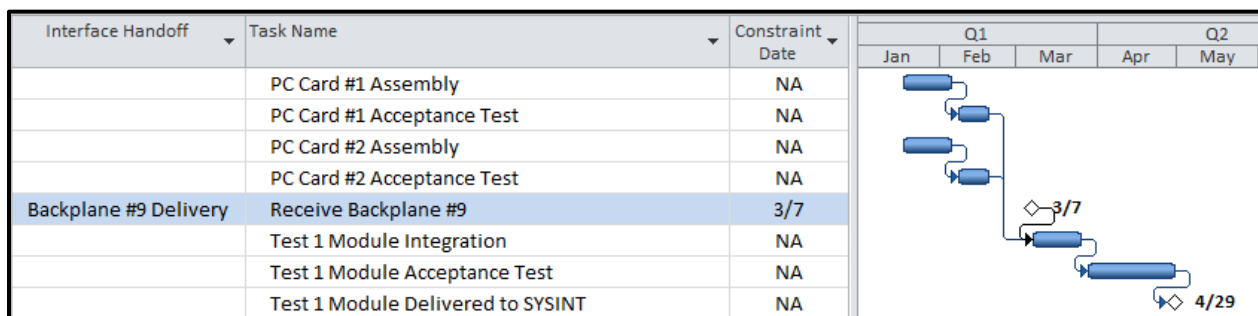 Interface Handoff Task Name Constraint Date Q1 Q2
Jan Feb Mar Apr May
PC Card #1 Assembly NA
PC Card #1 Acceptance Test NA
PC Card #2 Assembly NA
PC Card #2 Acceptance Test NA
Backplane #9 Delivery Receive Backplane #9 3/7 3/7
Test 1 Module Integration NA
Test 1 Module Acceptance Test NA
Test 1 Module Delivered to SYSINT NA 4/29